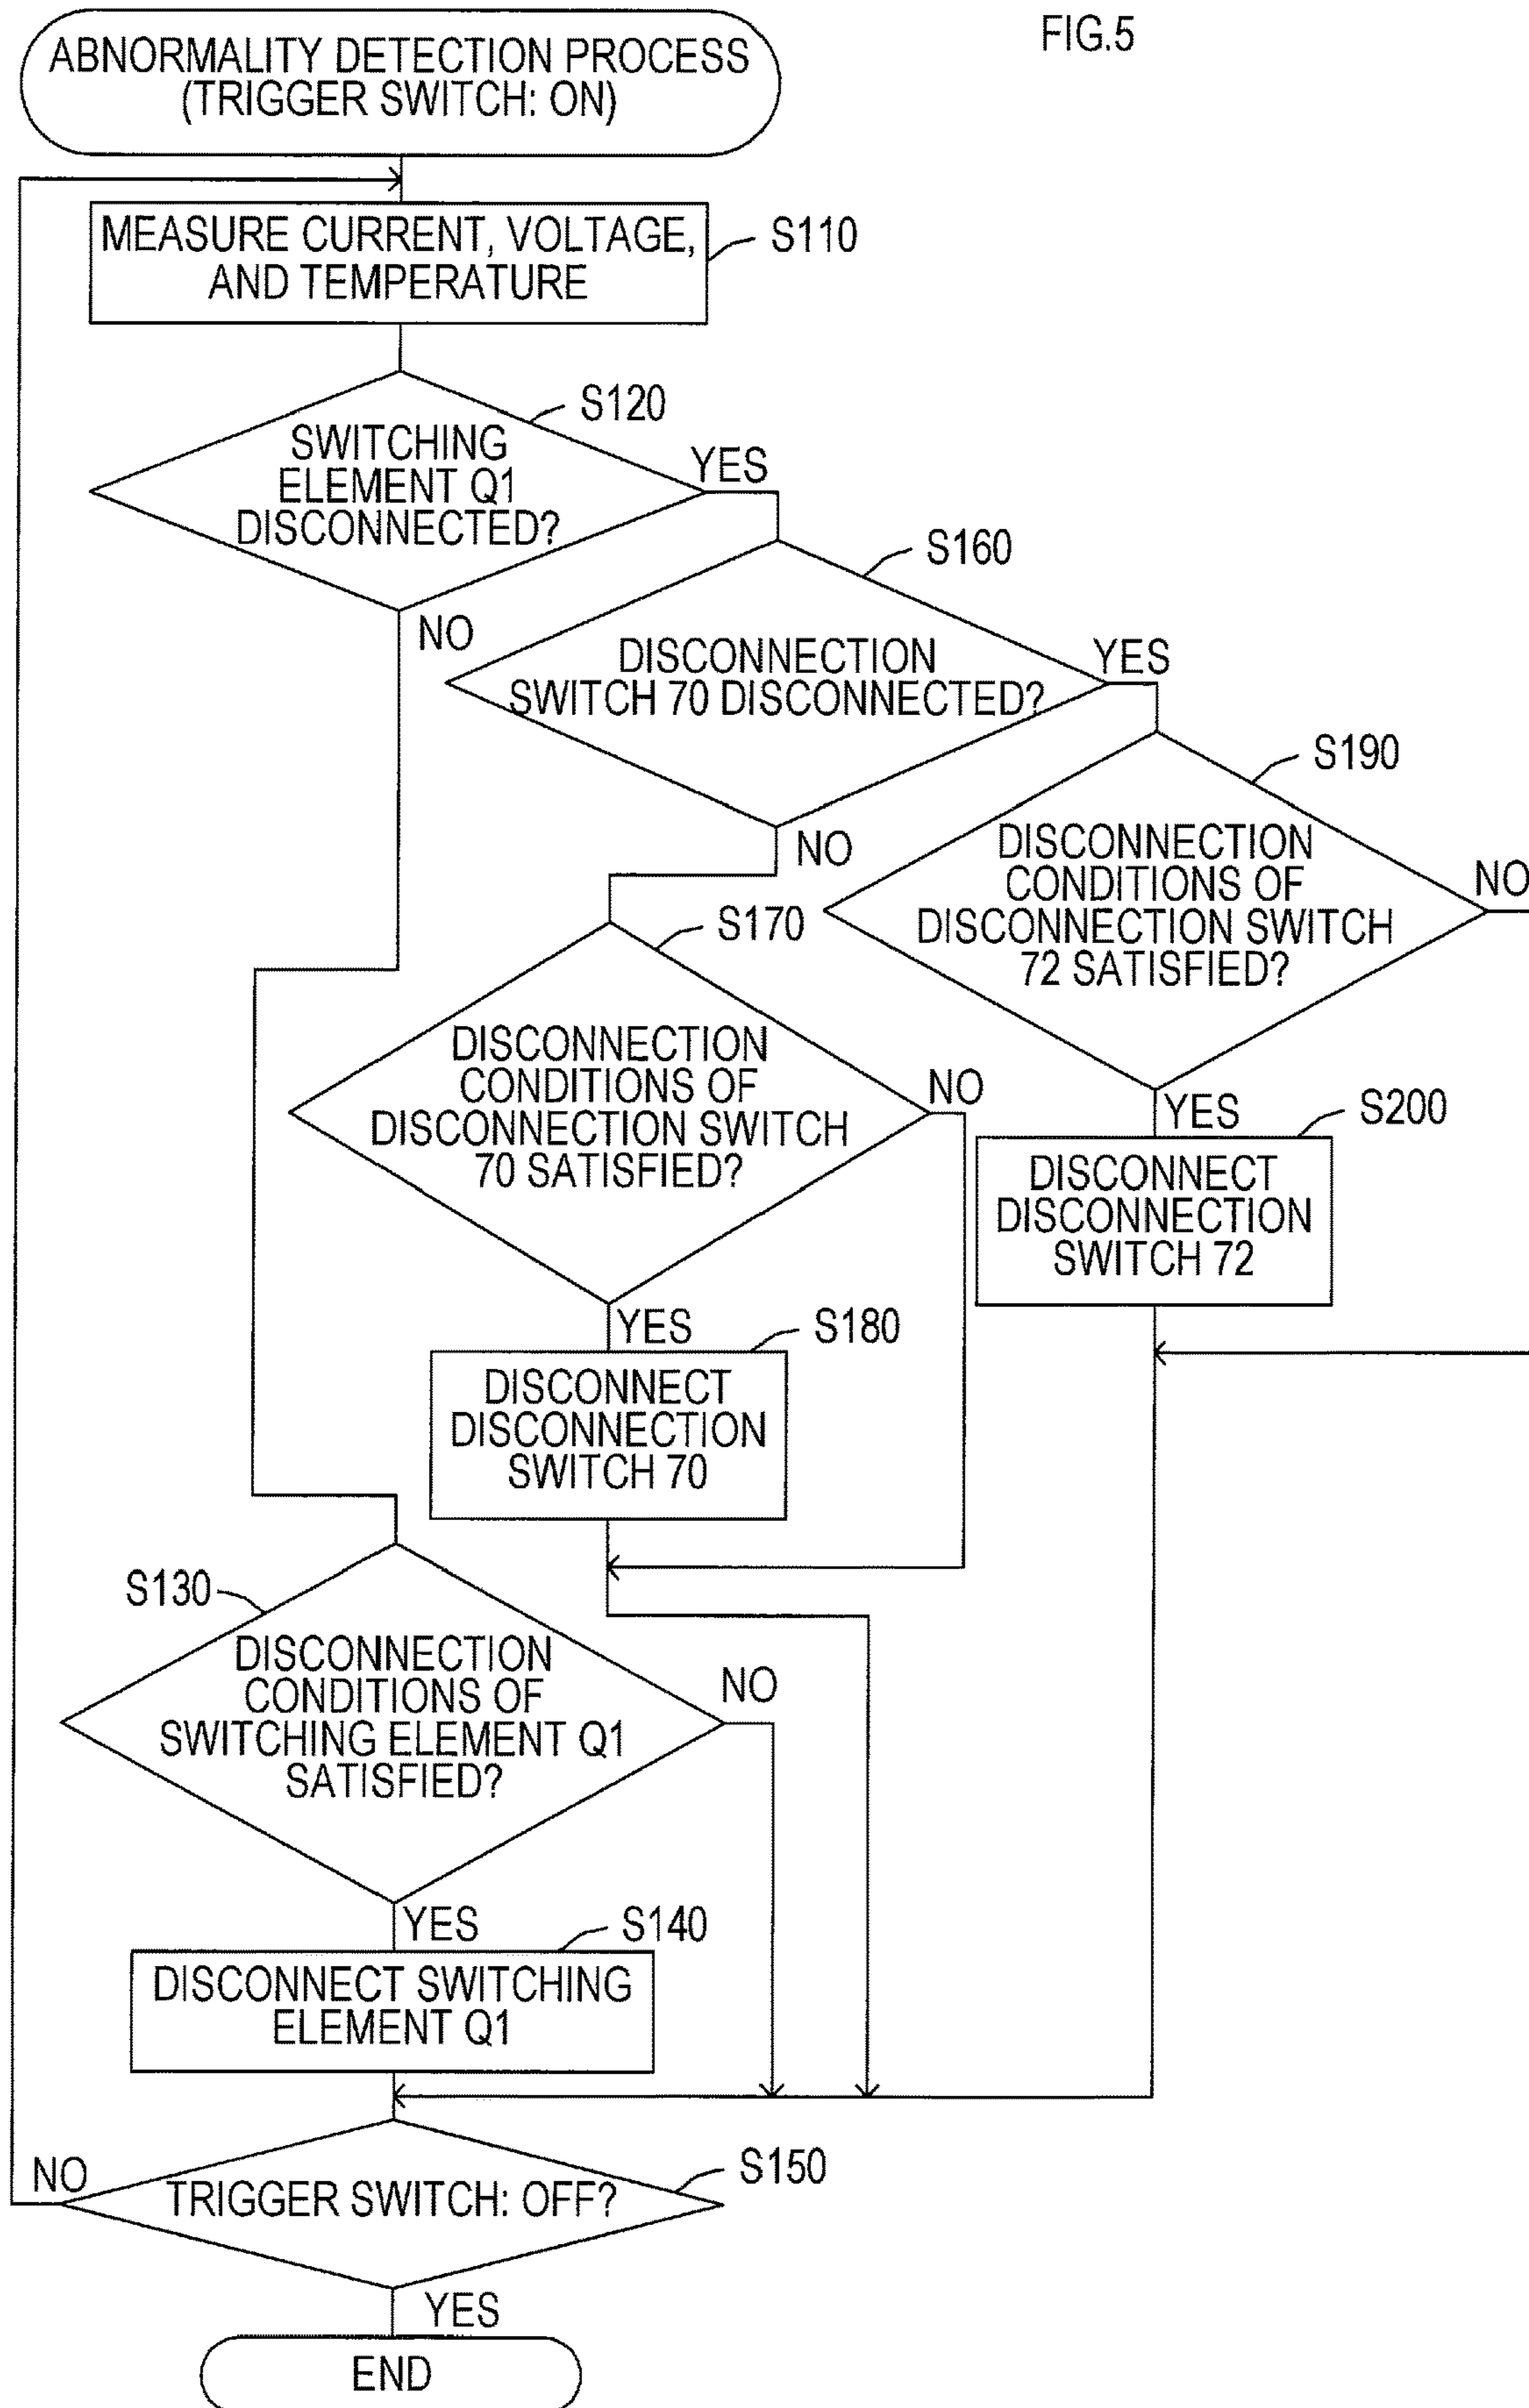 FIG.5
ABNORMALITY DETECTION PROCESS
(TRIGGER SWITCH: ON)
MEASURE CURRENT, VOLTAGE,
AND TEMPERATURE
S110
S120
SWITCHING
ELEMENT Q1
DISCONNECTED?
YES
NO
S160
DISCONNECTION
SWITCH 70 DISCONNECTED?
YES
NO
S190
DISCONNECTION
CONDITIONS OF
DISCONNECTION SWITCH
72 SATISFIED?
NO
YES
S170
DISCONNECTION
CONDITIONS OF
DISCONNECTION SWITCH
70 SATISFIED?
NO
YES
S200
DISCONNECT
DISCONNECTION
SWITCH 72
S180
DISCONNECT
DISCONNECTION
SWITCH 70
S130
DISCONNECTION
CONDITIONS OF
SWITCHING ELEMENT Q1
SATISFIED?
NO
YES
S140
DISCONNECT SWITCHING
ELEMENT Q1
S150
TRIGGER SWITCH: OFF?
NO
YES
END